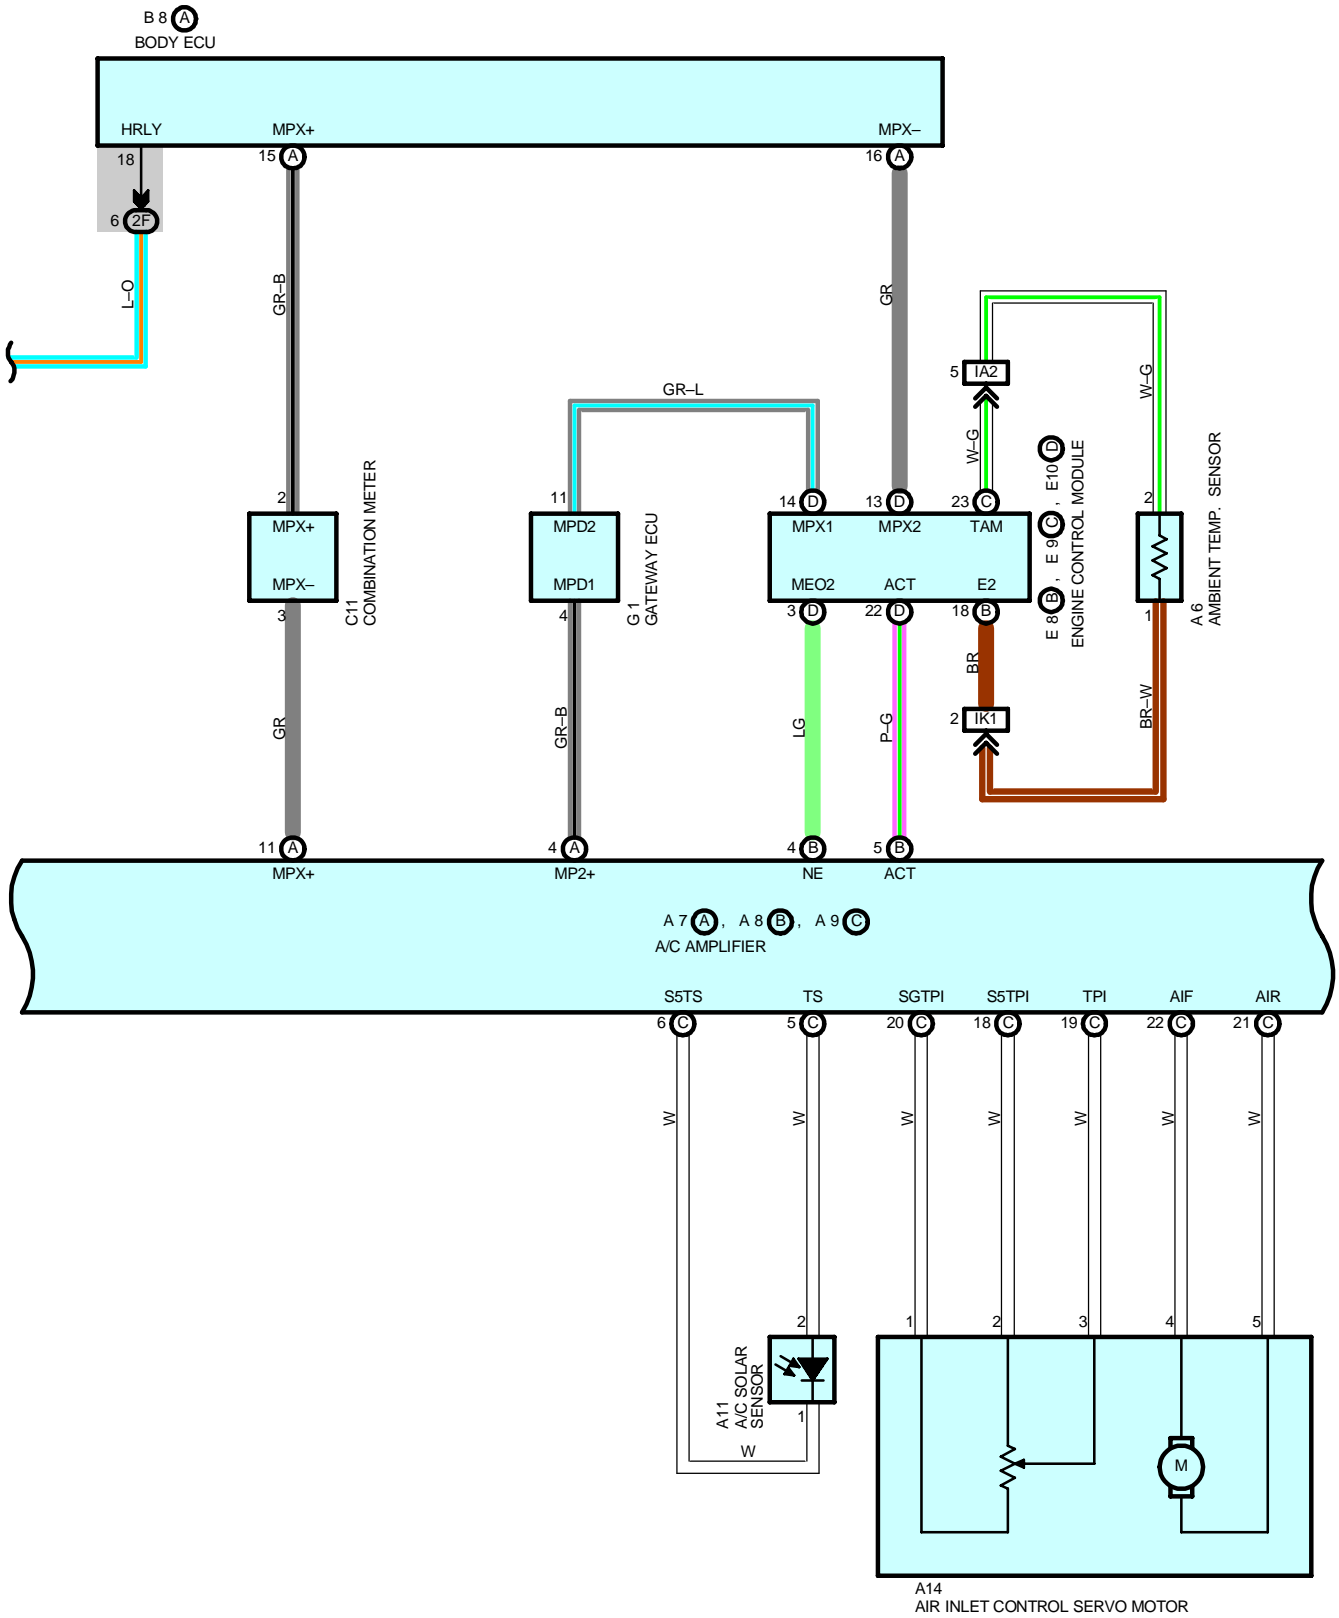 B 8 A
BODY ECU
HRLY
MPX+
MPX–
18
15 A
16 A
6 2F
L–O
GR–B
GR
5 IA2
W–G
W–G
GR–L
2
11
14 D
13 D
23 C
2
MPX+
MPX–
C11
COMBINATION METER
MPD2
MPD1
G 1
GATEWAY ECU
MPX1
MPX2
TAM
MEO2
ACT
E2
E 8 B , E 9 C , E10 D
ENGINE CONTROL MODULE
A 6
AMBIENT TEMP. SENSOR
3
4
3 D
22 D
18 B
1
GR
GR–B
LG
P–G
BR
BR–W
2 IK1
11 A
4 A
4 B
5 B
MPX+
MP2+
NE
ACT
A 7 A , A 8 B , A 9 C
A/C AMPLIFIER
S5TS
TS
SGTPI
S5TPI
TPI
AIF
AIR
6 C
5 C
20 C
18 C
19 C
22 C
21 C
W
W
W
W
W
W
W
2
1
2
3
4
5
A11
A/C SOLAR
SENSOR
1
W
M
A14
AIR INLET CONTROL SERVO MOTOR